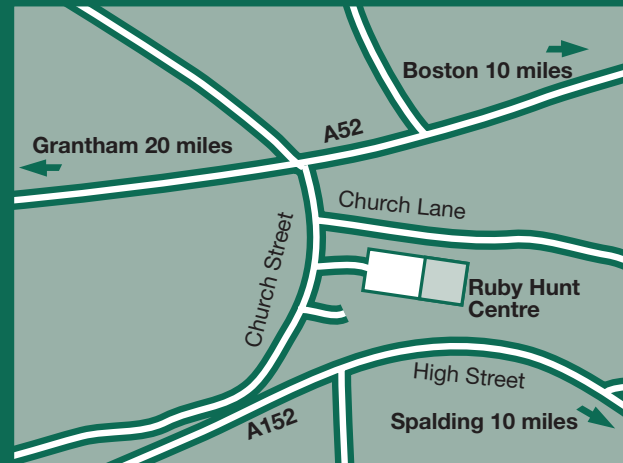 Boston 10 miles
A52
Grantham 20 miles
Church Lane
Church Street
Ruby Hunt
Centre
High Street
A152
Spalding 10 miles